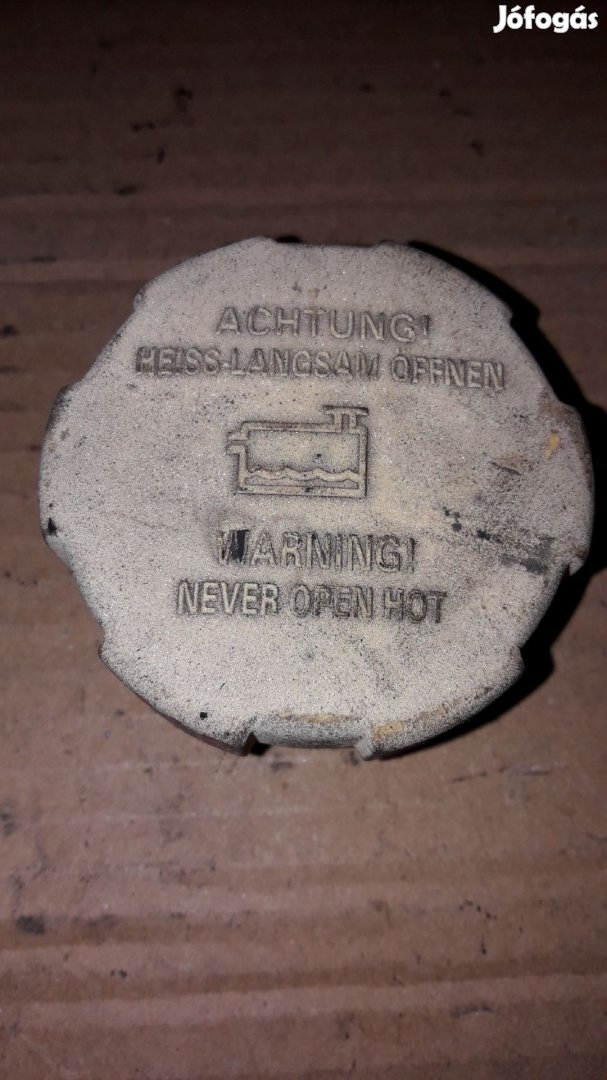 Jófogás
ACHTUNG!
HEISS-LANGSAM ÖFFNEN
WARNING!
NEVER OPEN HOT